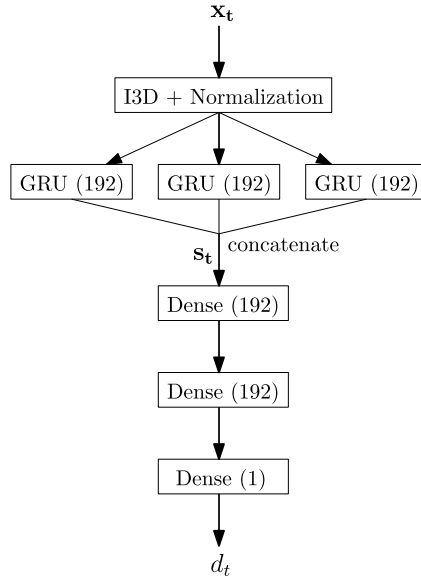 x_t
I3D + Normalization
GRU (192) GRU (192) GRU (192)
concatenate
s_t
Dense (192)
Dense (192)
Dense (1)
d_t